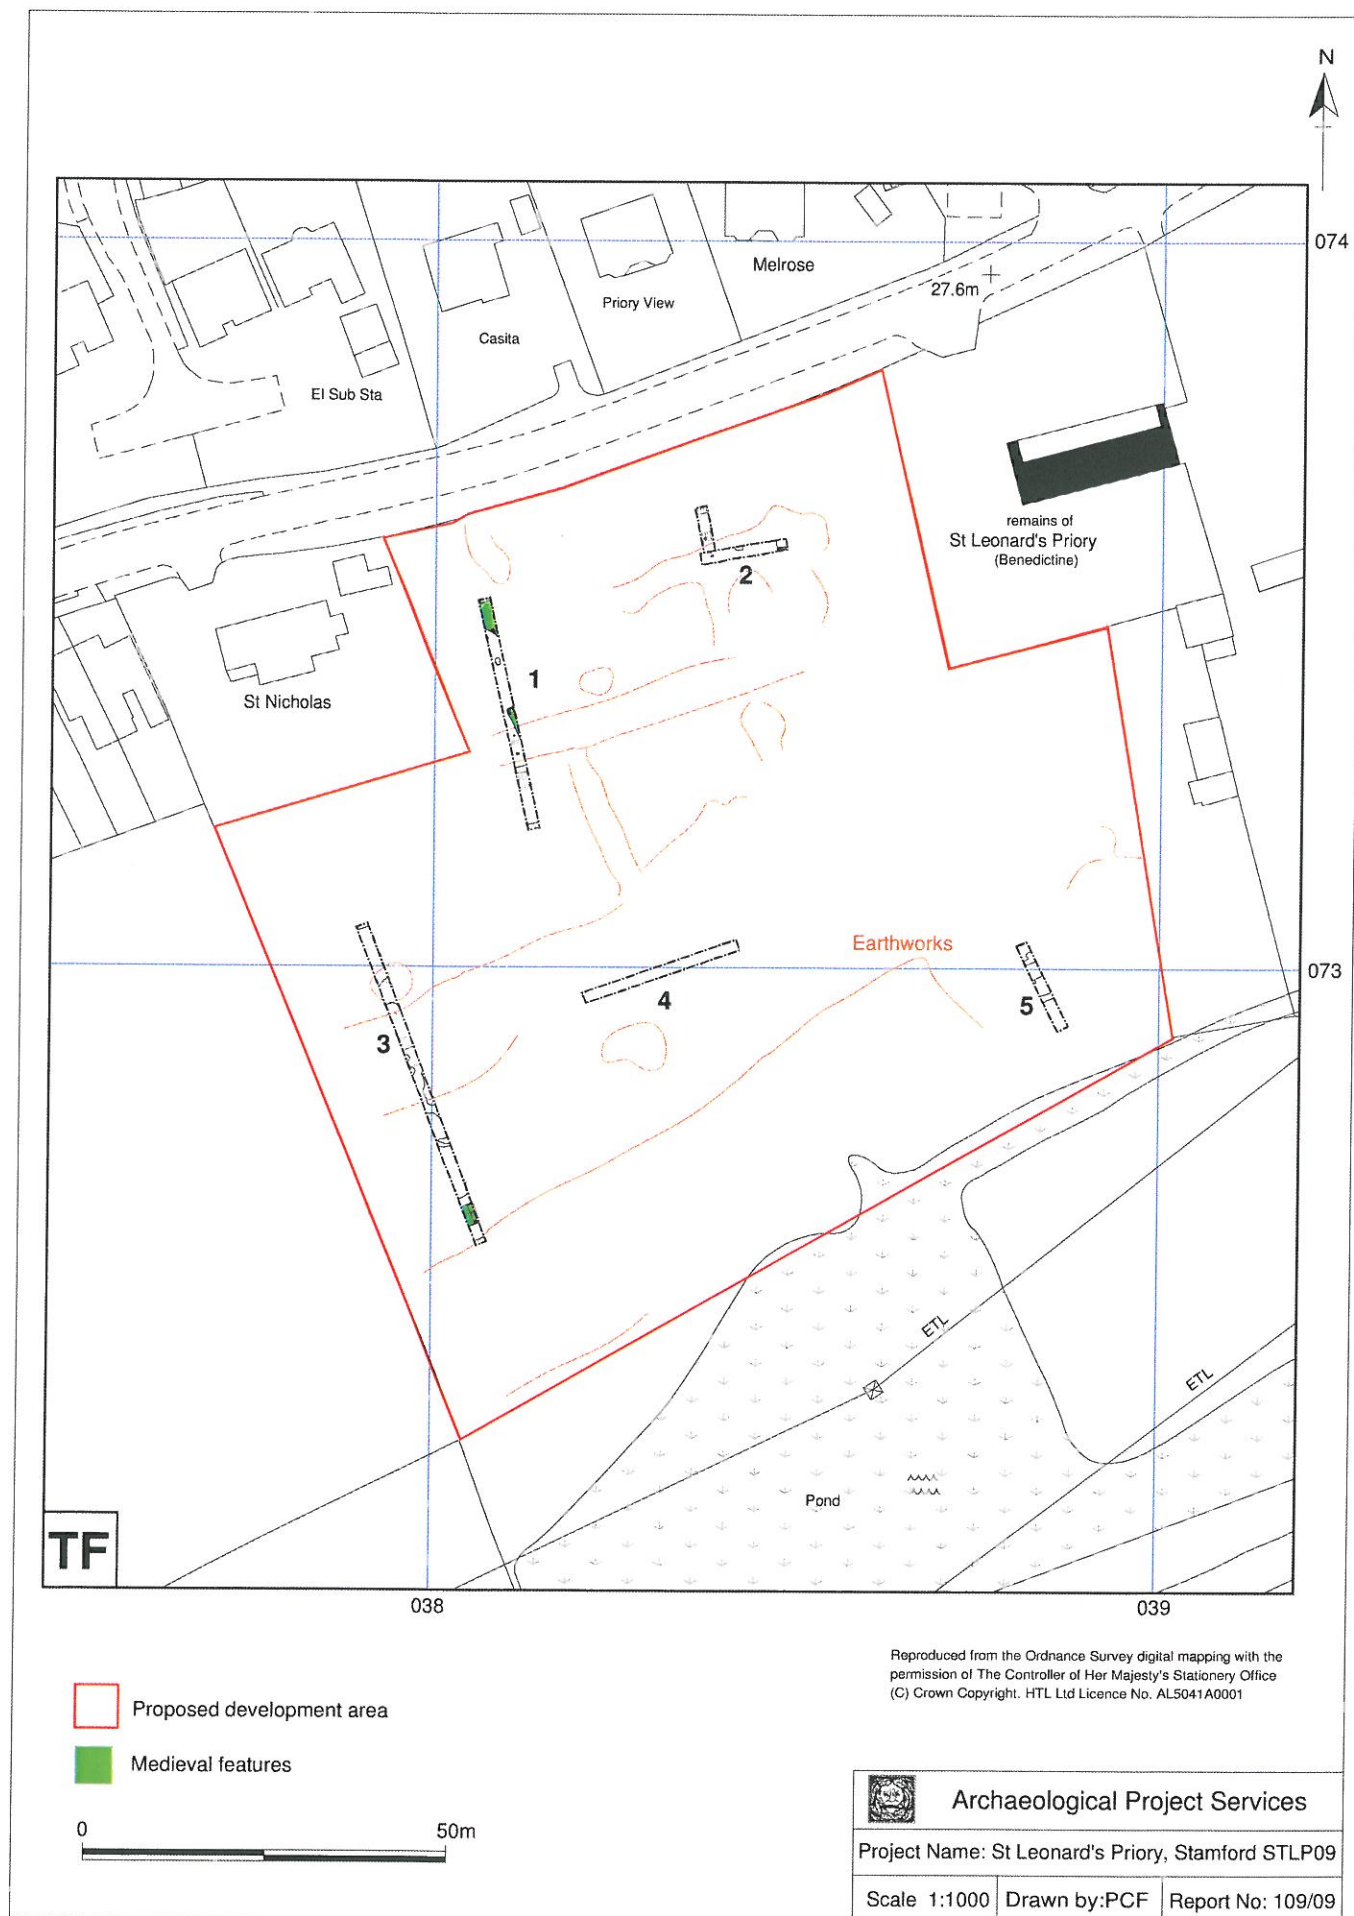 N
074
Melrose
27.6m
Priory View
Casita
El Sub Sta
remains of
St Leonard's Priory
(Benedictine)
2
1
St Nicholas
Earthworks
073
4
5
3
ETL
ETL
Pond
TF
038
039
Reproduced from the Ordnance Survey digital mapping with the
permission of The Controller of Her Majesty's Stationery Office
(C) Crown Copyright. HTL Ltd Licence No. AL5041A0001
Proposed development area
Medieval features
0
50m
Archaeological Project Services
Project Name: St Leonard's Priory, Stamford STLP09
Scale 1:1000
Drawn by:PCF
Report No: 109/09